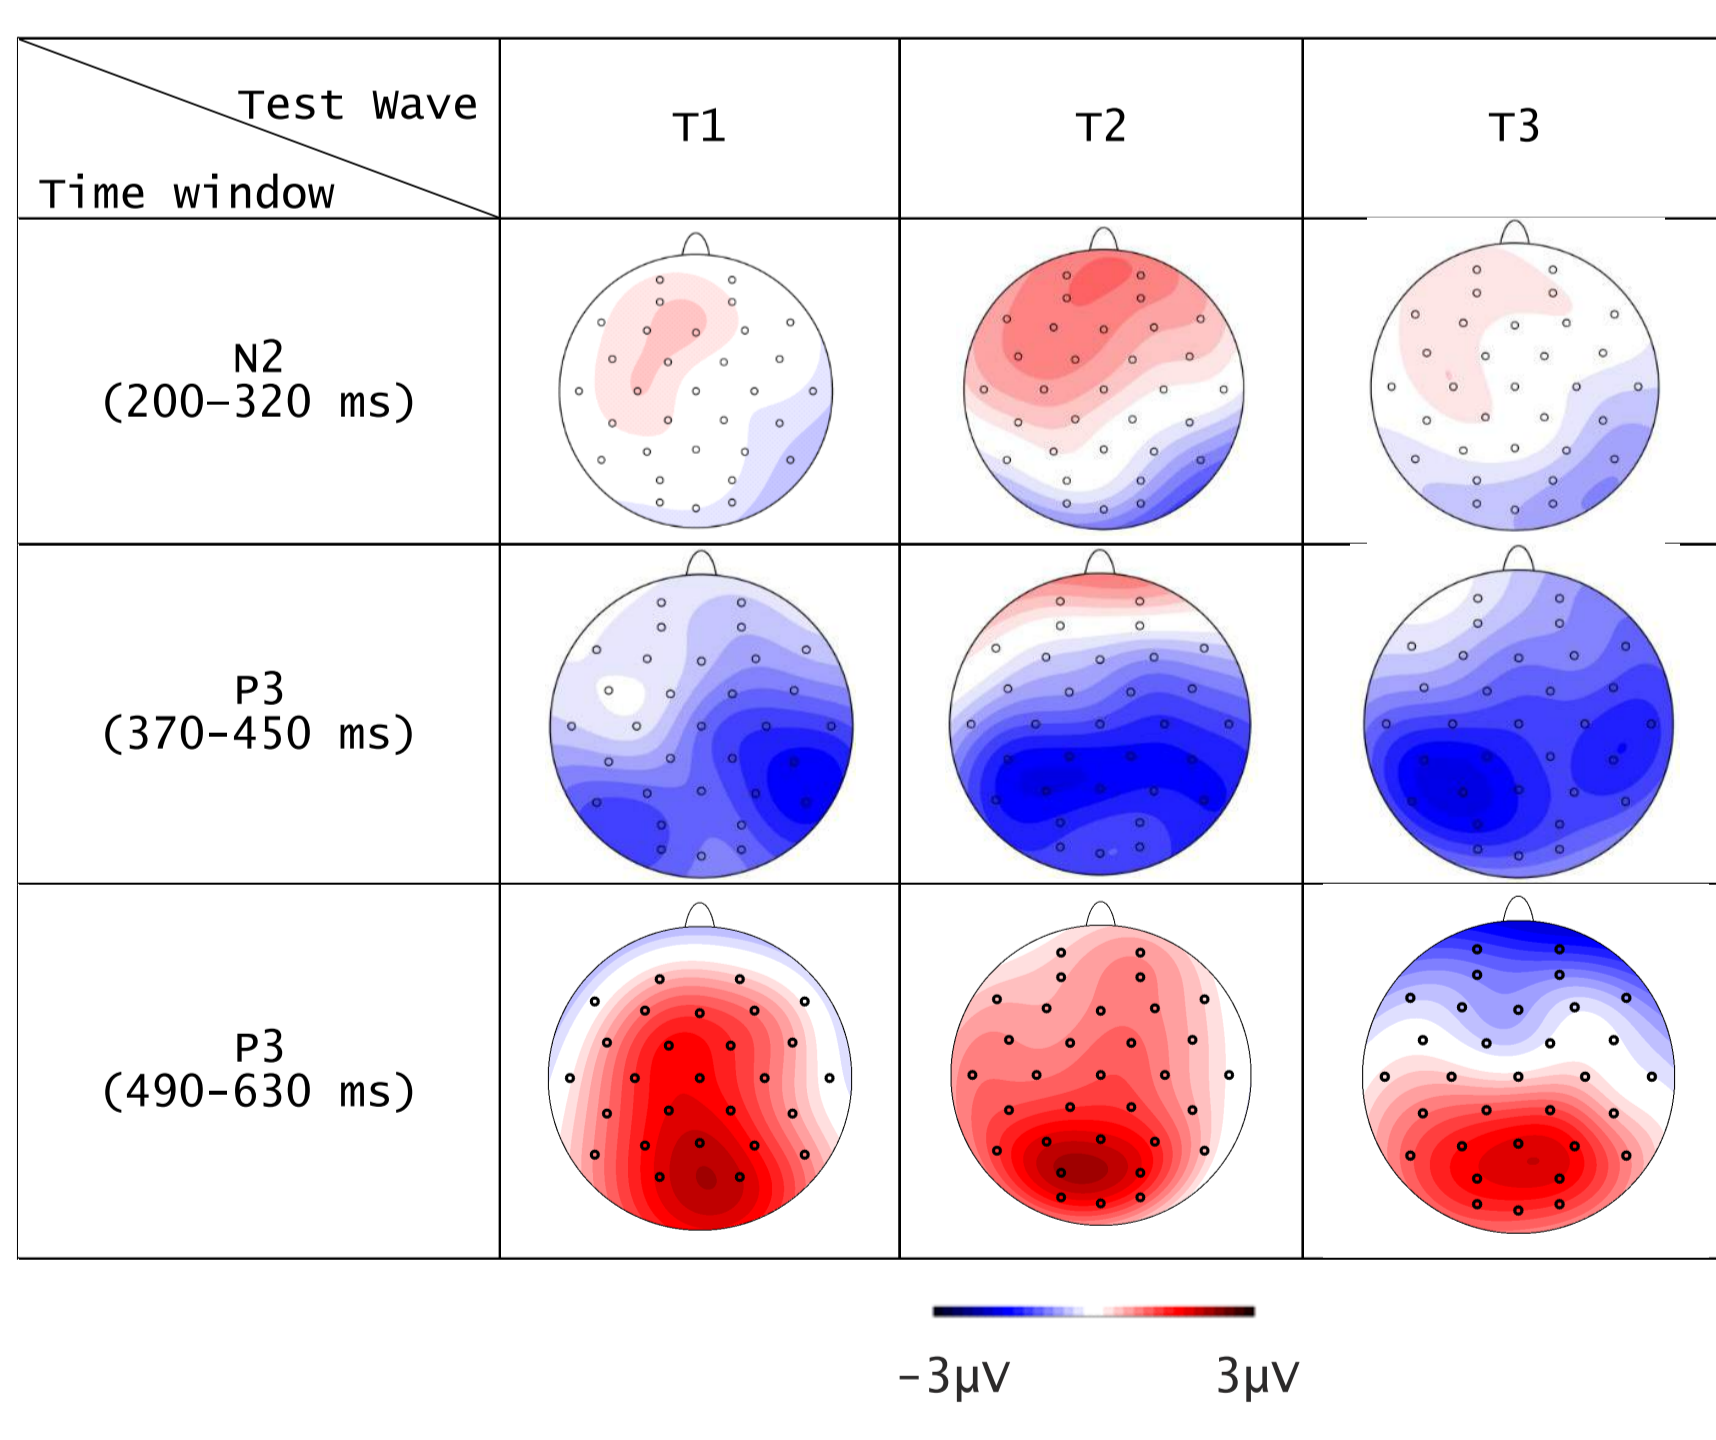 Test Wave
Time window
T1
T2
T3
N2
(200–320 ms)
P3
(370-450 ms)
P3
(490-630 ms)
-3μV
3μV